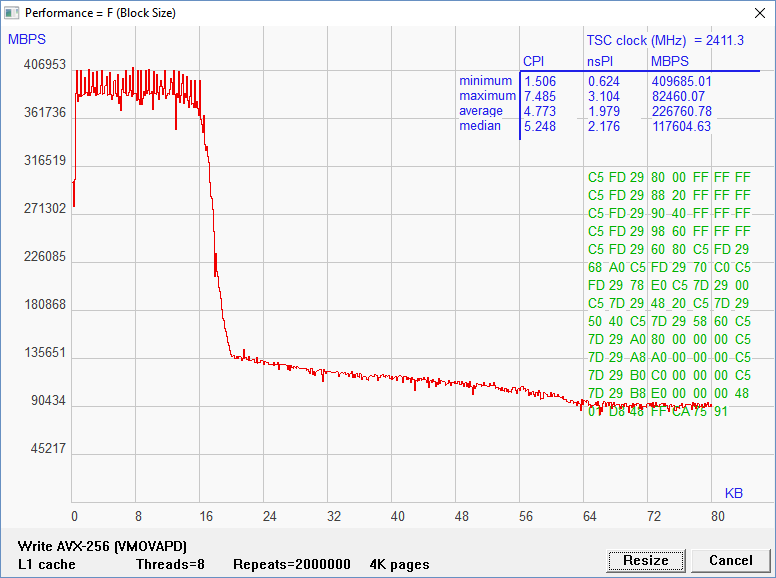 Performance = F (Block Size)
MBPS
TSC clock (MHz) = 2411.3
CPI nsPI MBPS
minimum 1.506 0.624 409685.01
maximum 7.485 3.104 82460.07
average 4.773 1.979 226760.78
median 5.248 2.176 117604.63
406953
361736
316519
271302
226085
180868
135651
90434
45217
C5 FD 29 80 00 FF FF FF
C5 FD 29 88 20 FF FF FF
C5 FD 29 90 40 FF FF FF
C5 FD 29 98 60 FF FF FF
C5 FD 29 60 80 C5 FD 29
68 A0 C5 FD 29 70 C0 C5
FD 29 78 E0 C5 7D 29 00
C5 7D 29 48 20 C5 7D 29
50 40 C5 7D 29 58 60 C5
7D 29 A0 80 00 00 00 C5
7D 29 A8 A0 00 00 00 C5
7D 29 B0 C0 00 00 00 C5
7D 29 B8 E0 00 00 00 48
01 D8 48 FF CA 75 91
KB
0 8 16 24 32 40 48 56 64 72 80
Write AVX-256 (VMOVAPD)
L1 cache Threads=8 Repeats=2000000 4K pages
Resize Cancel